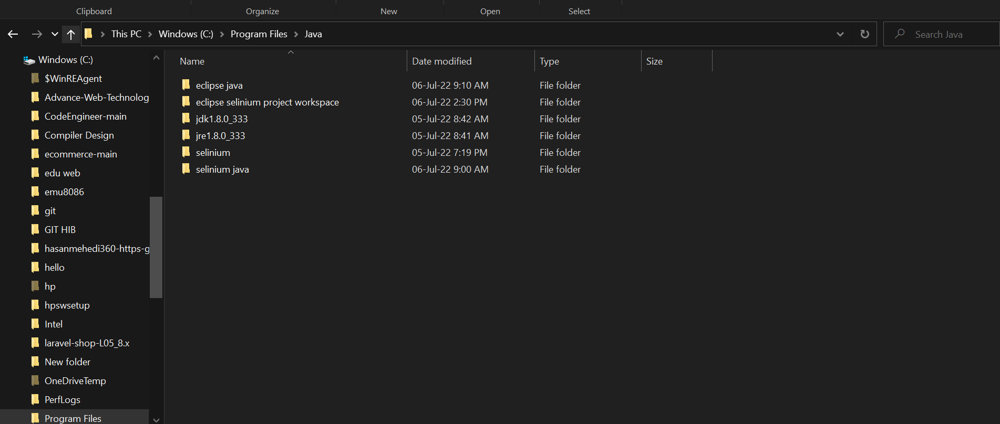 Clipboard Organize New Open Select
This PC Windows (C:) Program Files Java Search Java
Windows (C:)
$WinREAgent
Advance-Web-Technolog
CodeEngineer-main
Compiler Design
ecommerce-main
edu web
emu8086
git
GIT HIB
hasanmehedi360-https-g
hello
hp
hpswsetup
Intel
laravel-shop-L05_8.x
New folder
OneDriveTemp
PerfLogs
Program Files
Name Date modified Type Size
eclipse java 06-Jul-22 9:10 AM File folder
eclipse selinium project workspace 06-Jul-22 2:30 PM File folder
jdk1.8.0_333 05-Jul-22 8:42 AM File folder
jre1.8.0_333 05-Jul-22 8:41 AM File folder
selinium 05-Jul-22 7:19 PM File folder
selinium java 06-Jul-22 9:00 AM File folder